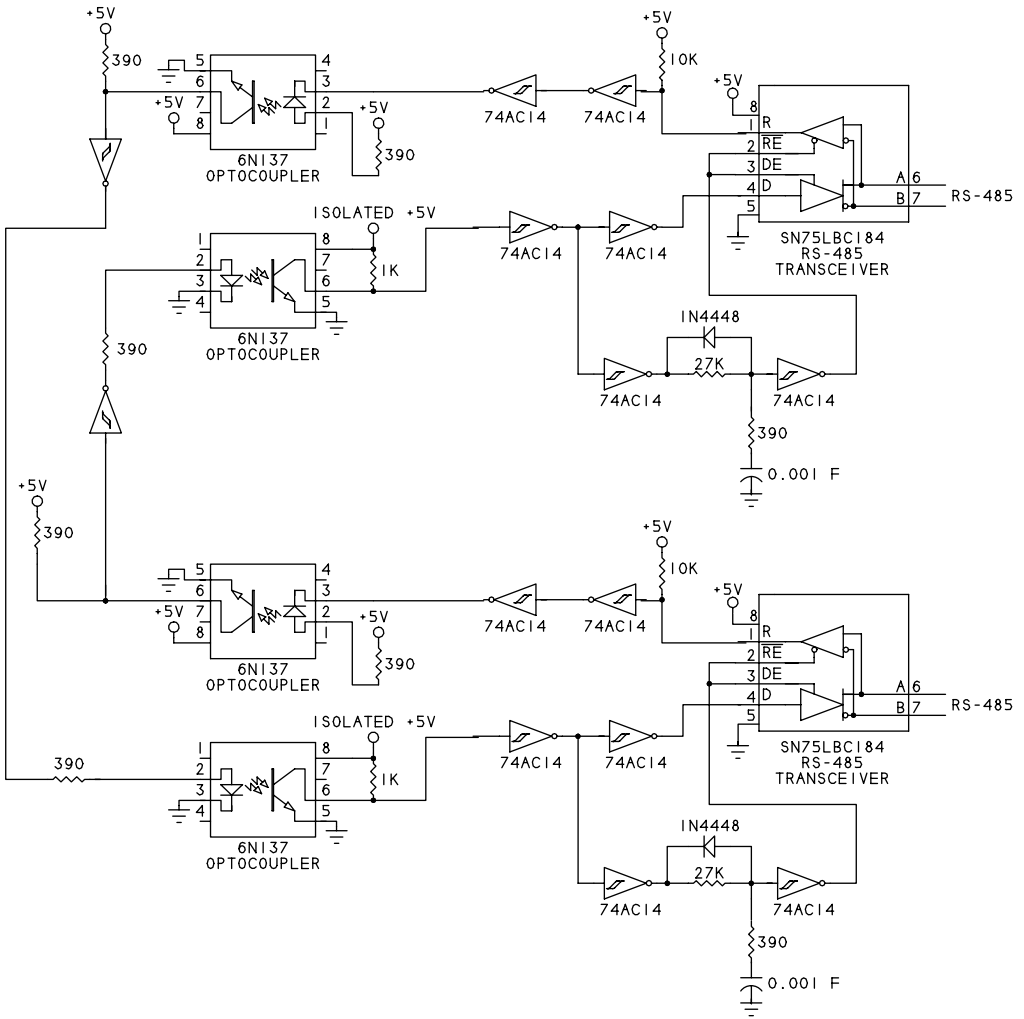 +5V
390
5
6
7
8
+5V
4
3
2
1
6N137
OPTOCOUPLER
+5V
390
74AC14
74AC14
+5V
10K
+5V
8
1
2
3
4
5
R
RE
DE
D
A 6
B 7
RS-485
SN75LBC184
RS-485
TRANSCEIVER
ISOLATED +5V
1
2
3
4
8
7
6
5
1K
6N137
OPTOCOUPLER
74AC14
74AC14
390
1N4448
27K
74AC14
74AC14
390
0.001 F
+5V
390
5
6
7
8
+5V
4
3
2
1
6N137
OPTOCOUPLER
+5V
390
74AC14
74AC14
+5V
10K
+5V
8
1
2
3
4
5
R
RE
DE
D
A 6
B 7
RS-485
SN75LBC184
RS-485
TRANSCEIVER
ISOLATED +5V
390
1
2
3
4
8
7
6
5
1K
6N137
OPTOCOUPLER
74AC14
74AC14
1N4448
27K
74AC14
74AC14
390
0.001 F